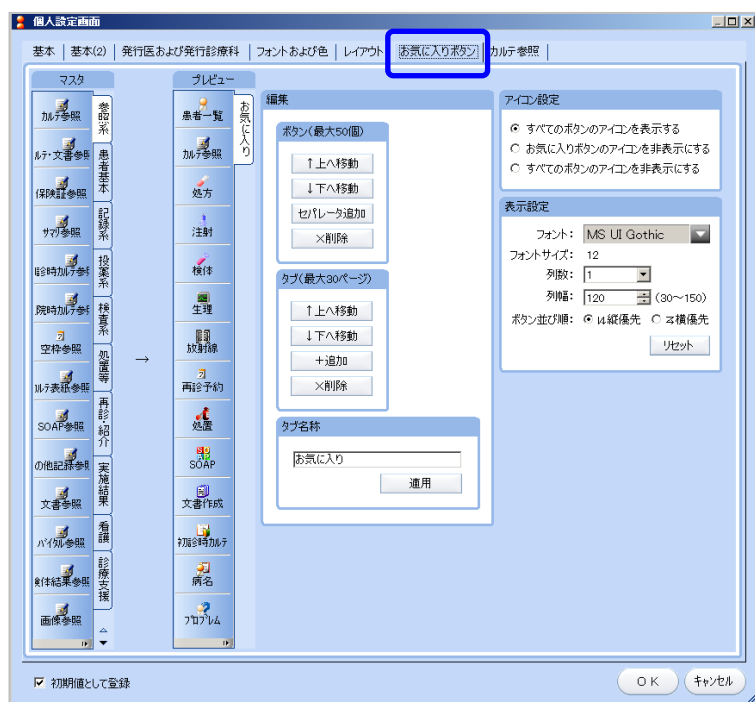 個人設定画面
基本 | 基本(2) | 発行医および発行診療科 | フォントおよび色 | レイアウト | お気に入りボタン | カルテ参照 |
マスタ
カルテ参照
ルテ・文書参照
保険証参照
サマリ参照
空枠参照
ルテ表紙参照
SOAP参照
の他記録参照
文書参照
バイタル参照
検体結果参照
画像参照
参照系
患者基本
記録系
投薬系
検査系
処置等
再診・紹介
実施結果
看護
診療支援
→
プレビュー
患者一覧
カルテ参照
処方
注射
検体
生理
放射線
再診予約
処置
SOAP
文書作成
初診時カルテ
病名
プロブレム
お気に入り
編集
ボタン(最大50個)
↑上へ移動
↓下へ移動
セパレータ追加
×削除
タブ(最大30ページ)
↑上へ移動
↓下へ移動
+追加
×削除
タブ名称
お気に入り
適用
アイコン設定
すべてのボタンのアイコンを表示する
お気に入りボタンのアイコンを非表示にする
すべてのボタンのアイコンを非表示にする
表示設定
フォント: MS UI Gothic
フォントサイズ: 12
列数: 1
列幅: 120 (30～150)
ボタン並び順: 縦優先 横優先
リセット
初期値として登録
OK
キャンセル